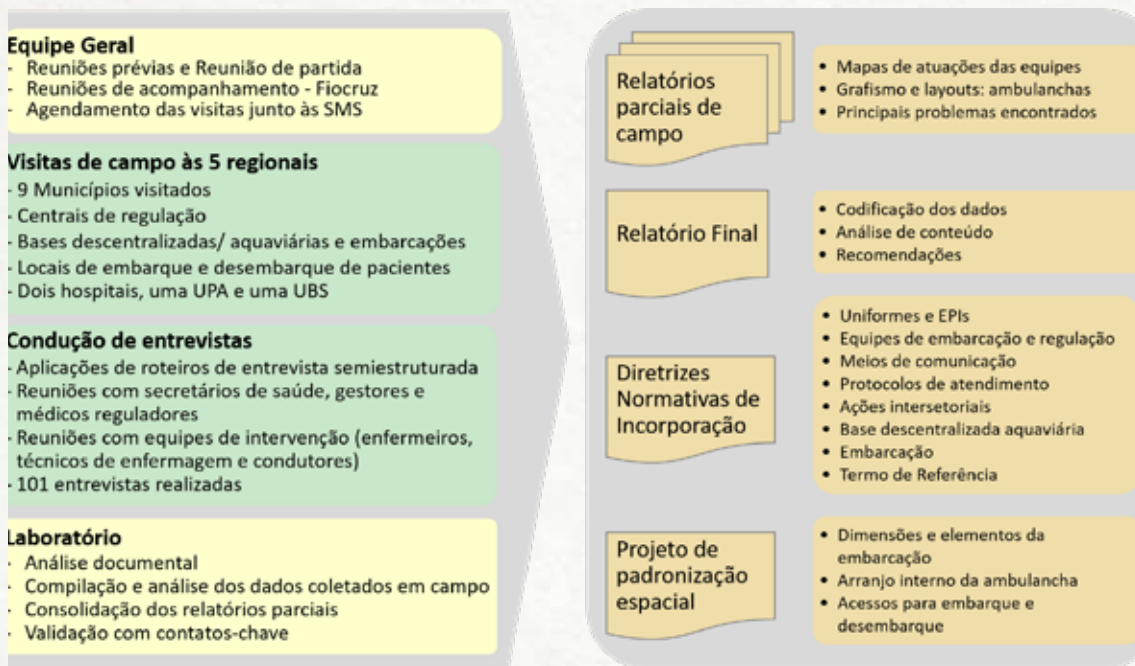 Equipe Geral
- Reuniões prévias e Reunião de partida
- Reuniões de acompanhamento - Fiocruz
- Agendamento das visitas junto às SMS
Visitas de campo às 5 regionais
- 9 Municípios visitados
- Centrais de regulação
- Bases descentralizadas/ aquaviárias e embarcações
- Locais de embarque e desembarque de pacientes
- Dois hospitais, uma UPA e uma UBS
Condução de entrevistas
- Aplicações de roteiros de entrevista semiestruturada
- Reuniões com secretários de saúde, gestores e
médicos reguladores
- Reuniões com equipes de intervenção (enfermeiros,
técnicos de enfermagem e condutores)
- 101 entrevistas realizadas
Laboratório
- Análise documental
- Compilação e análise dos dados coletados em campo
- Consolidação dos relatórios parciais
- Validação com contatos-chave
Relatórios
parciais de
campo
• Mapas de atuações das equipes
• Grafismo e layouts: ambulanchas
• Principais problemas encontrados
Relatório Final
• Codificação dos dados
• Análise de conteúdo
• Recomendações
Diretrizes
Normativas de
Incorporação
• Uniformes e EPIs
• Equipes de embarcação e regulação
• Meios de comunicação
• Protocolos de atendimento
• Ações intersetoriais
• Base descentralizada aquaviária
• Embarcação
• Termo de Referência
Projeto de
padronização
espacial
• Dimensões e elementos da
embarcação
• Arranjo interno da ambulancha
• Acessos para embarque e
desembarque